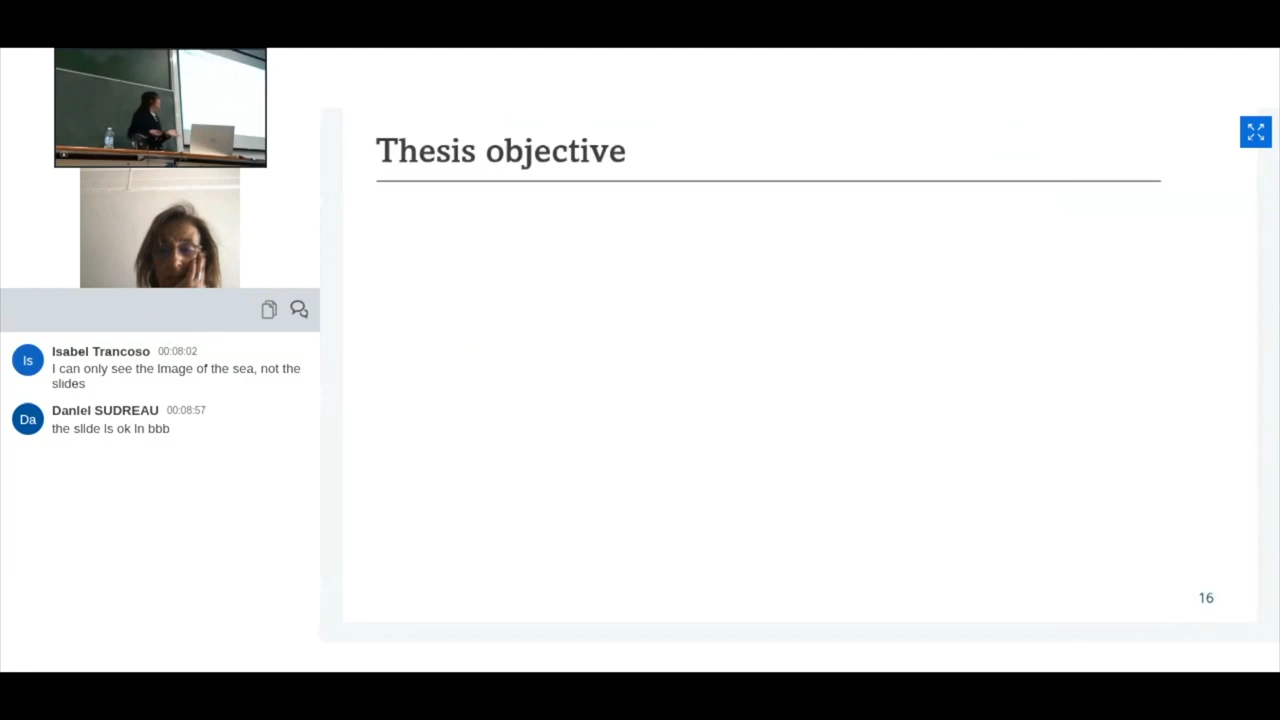 Thesis objective
Is
Isabel Trancoso 00:08:02
I can only see the image of the sea, not the
slides
Da
Daniel SUDREAU 00:08:57
the slide is ok in bbb
16